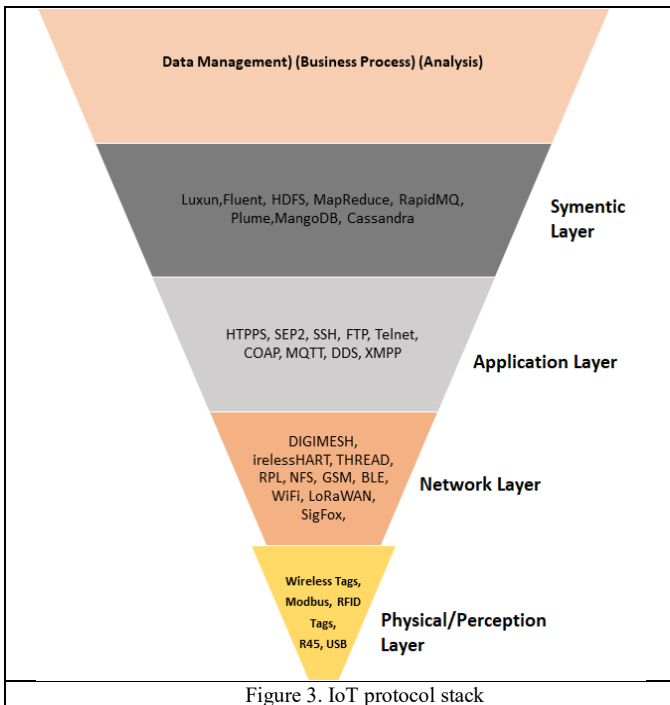 Data Management) (Business Process) (Analysis)
Luxun,Fluent, HDFS, MapReduce, RapidMQ,
Plume,MangoDB, Cassandra
Symentic
Layer
HTPPS, SEP2, SSH, FTP, Telnet,
COAP, MQTT, DDS, XMPP
Application Layer
DIGIMESH,
irelessHART, THREAD,
RPL, NFS, GSM, BLE,
WiFi, LoRaWAN,
SigFox,
Network Layer
Wireless Tags,
Modbus, RFID
Tags,
R45, USB
Physical/Perception
Layer
Figure 3. IoT protocol stack